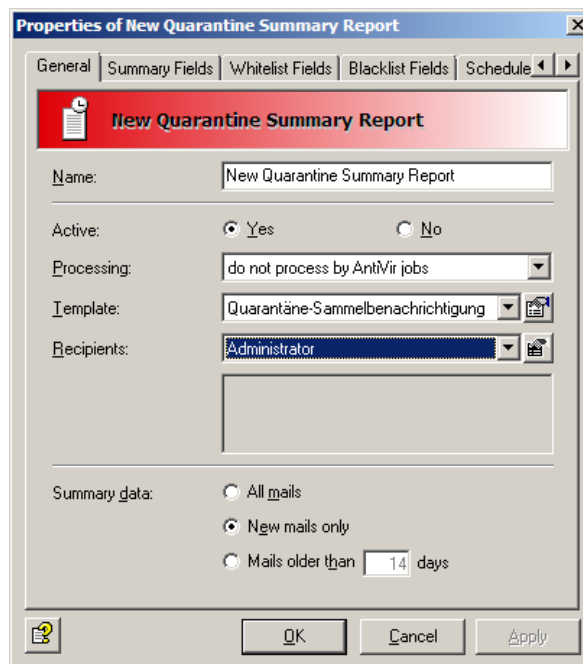 Properties of New Quarantine Summary Report
General Summary Fields Whitelist Fields Blacklist Fields Schedule
New Quarantine Summary Report
Name: New Quarantine Summary Report
Active: Yes No
Processing: do not process by AntiVir jobs
Template: Quarantäne-Sammelbenachrichtigung
Recipients: Administrator
Summary data: All mails
New mails only
Mails older than 14 days
OK Cancel Apply